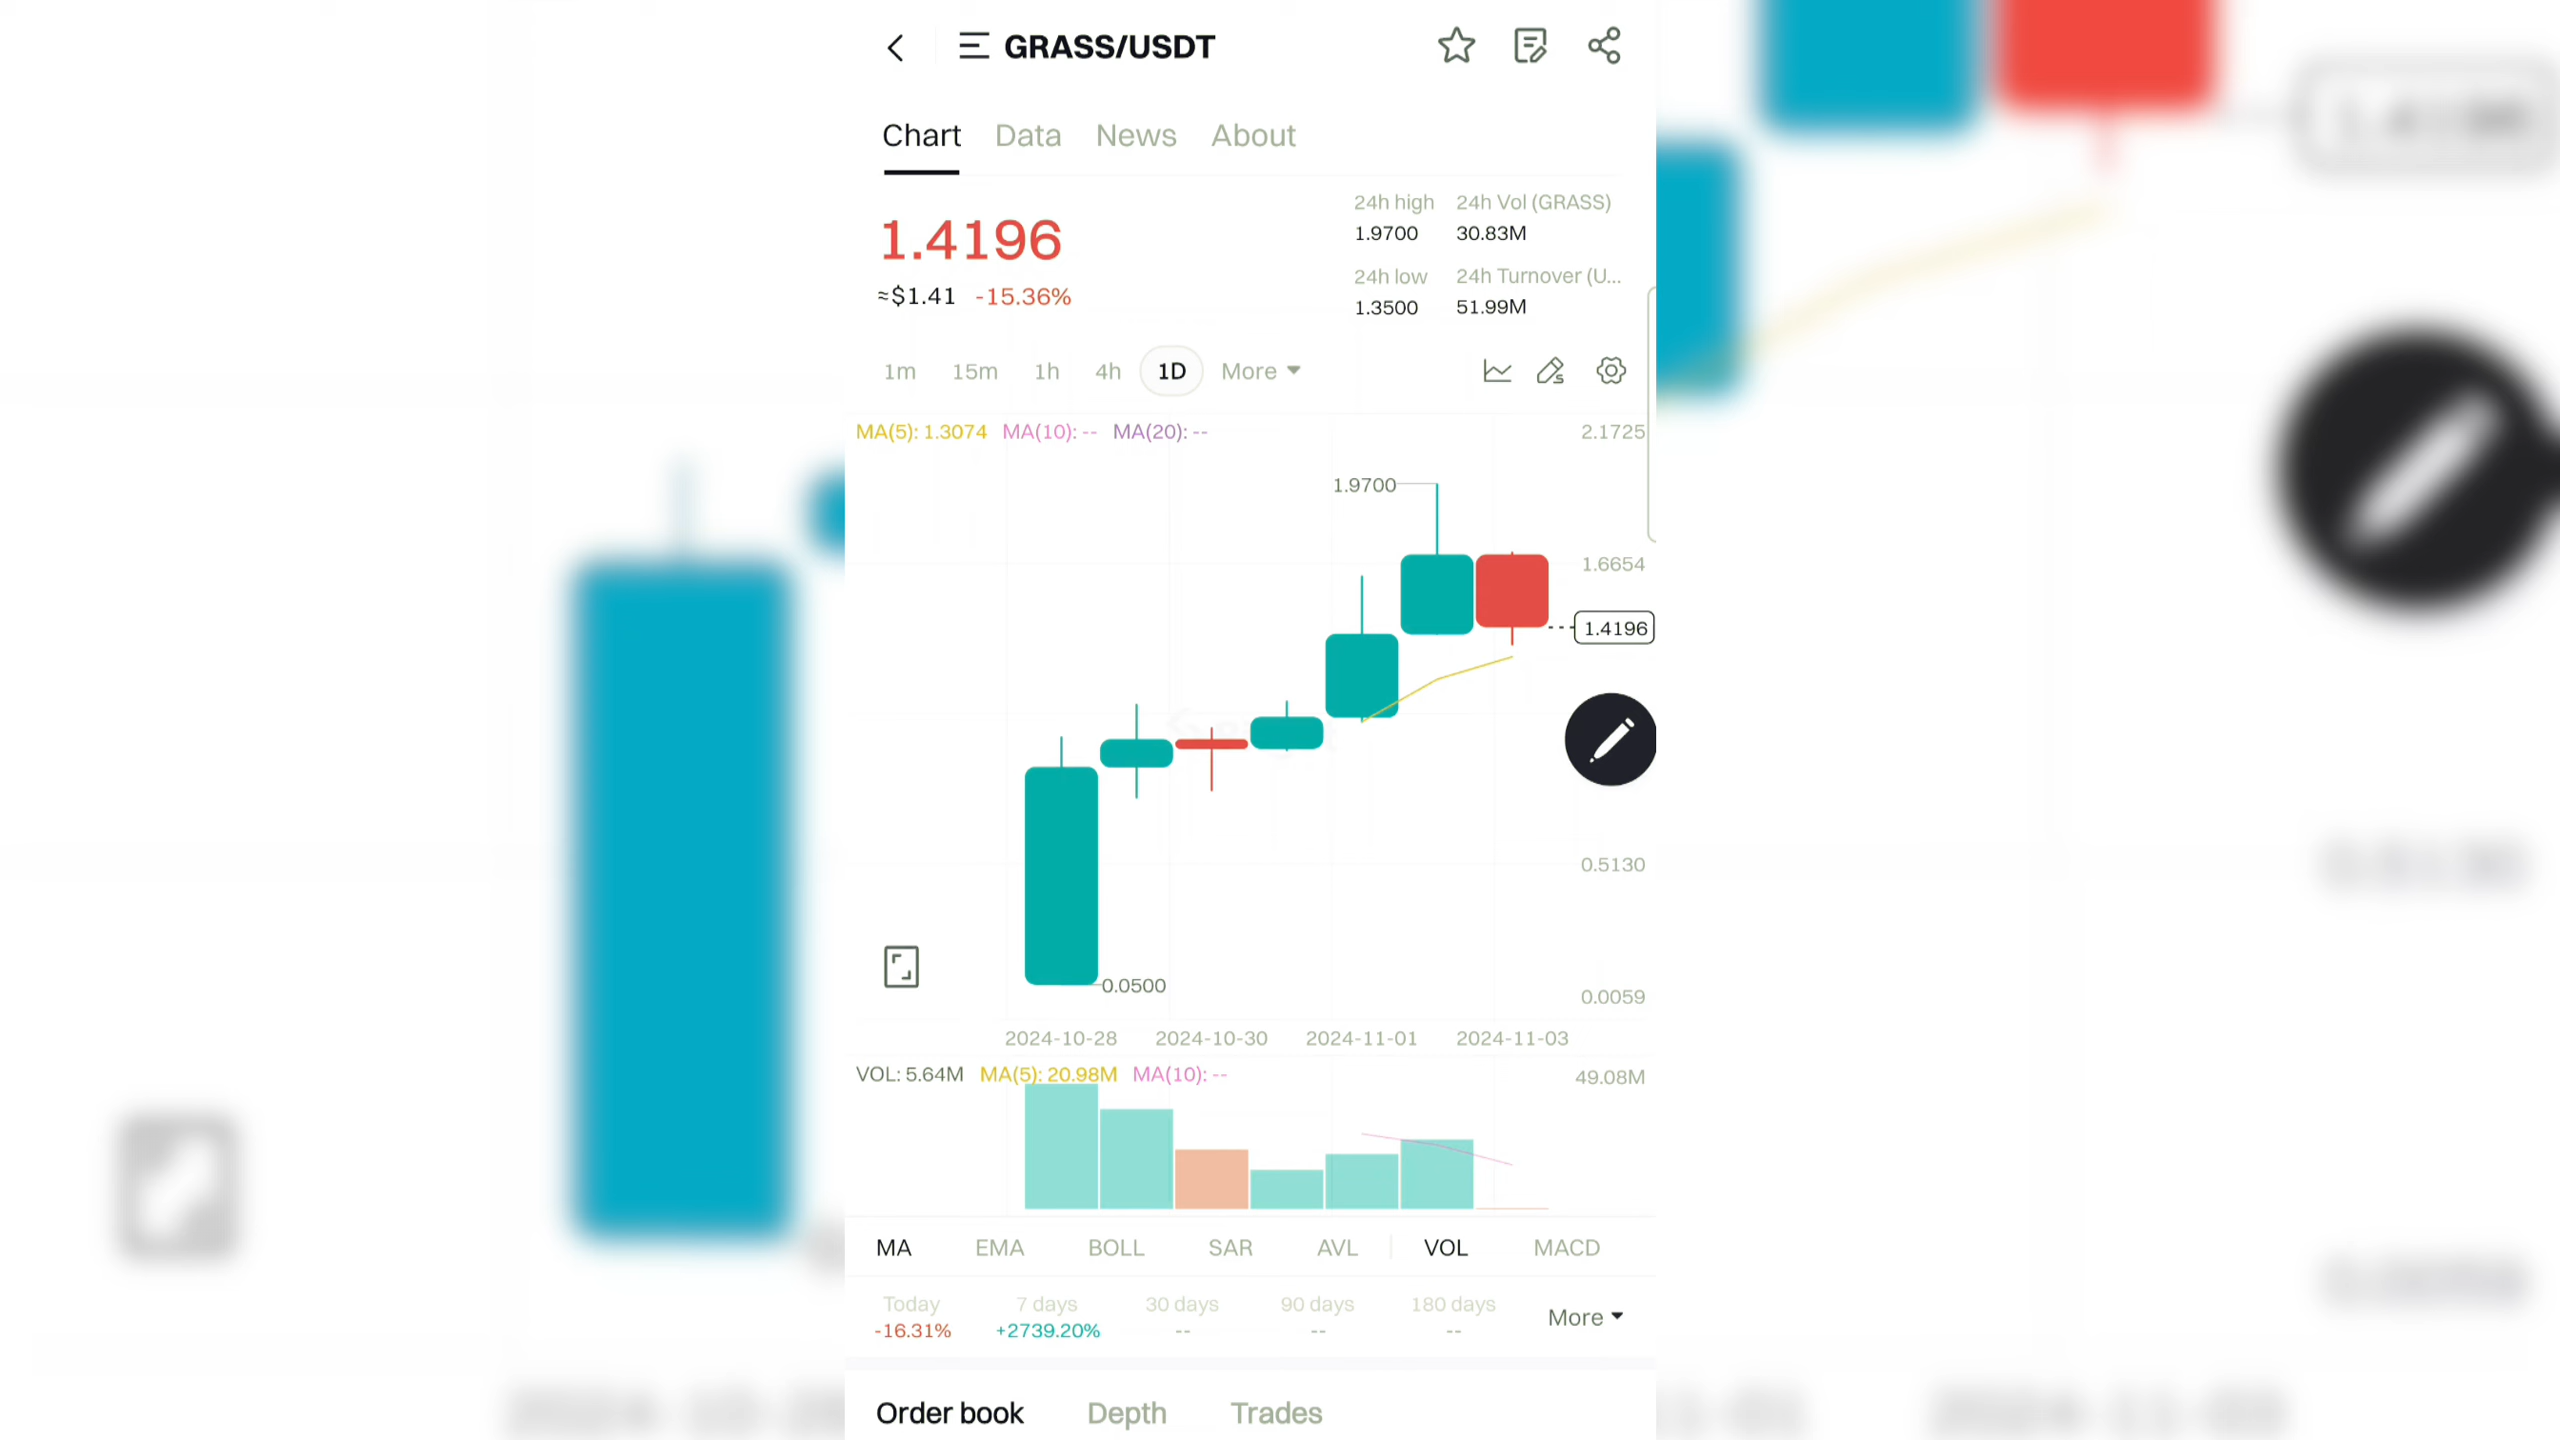 GRASS/USDT
Chart Data News About
1.4196
≈$1.41 -15.36%
24h high 24h Vol (GRASS)
1.9700 30.83M
24h low 24h Turnover (U...
1.3500 51.99M
1m 15m 1h 4h 1D More
MA(5): 1.3074 MA(10): -- MA(20): --
2.1725
1.9700
1.6654
1.4196
0.5130
0.0500
0.0059
2024-10-28 2024-10-30 2024-11-01 2024-11-03
VOL: 5.64M MA(5): 20.98M MA(10): -- 49.08M
MA EMA BOLL SAR AVL VOL MACD
Today 7 days 30 days 90 days 180 days More
-16.31% +2739.20% -- -- --
Order book Depth Trades